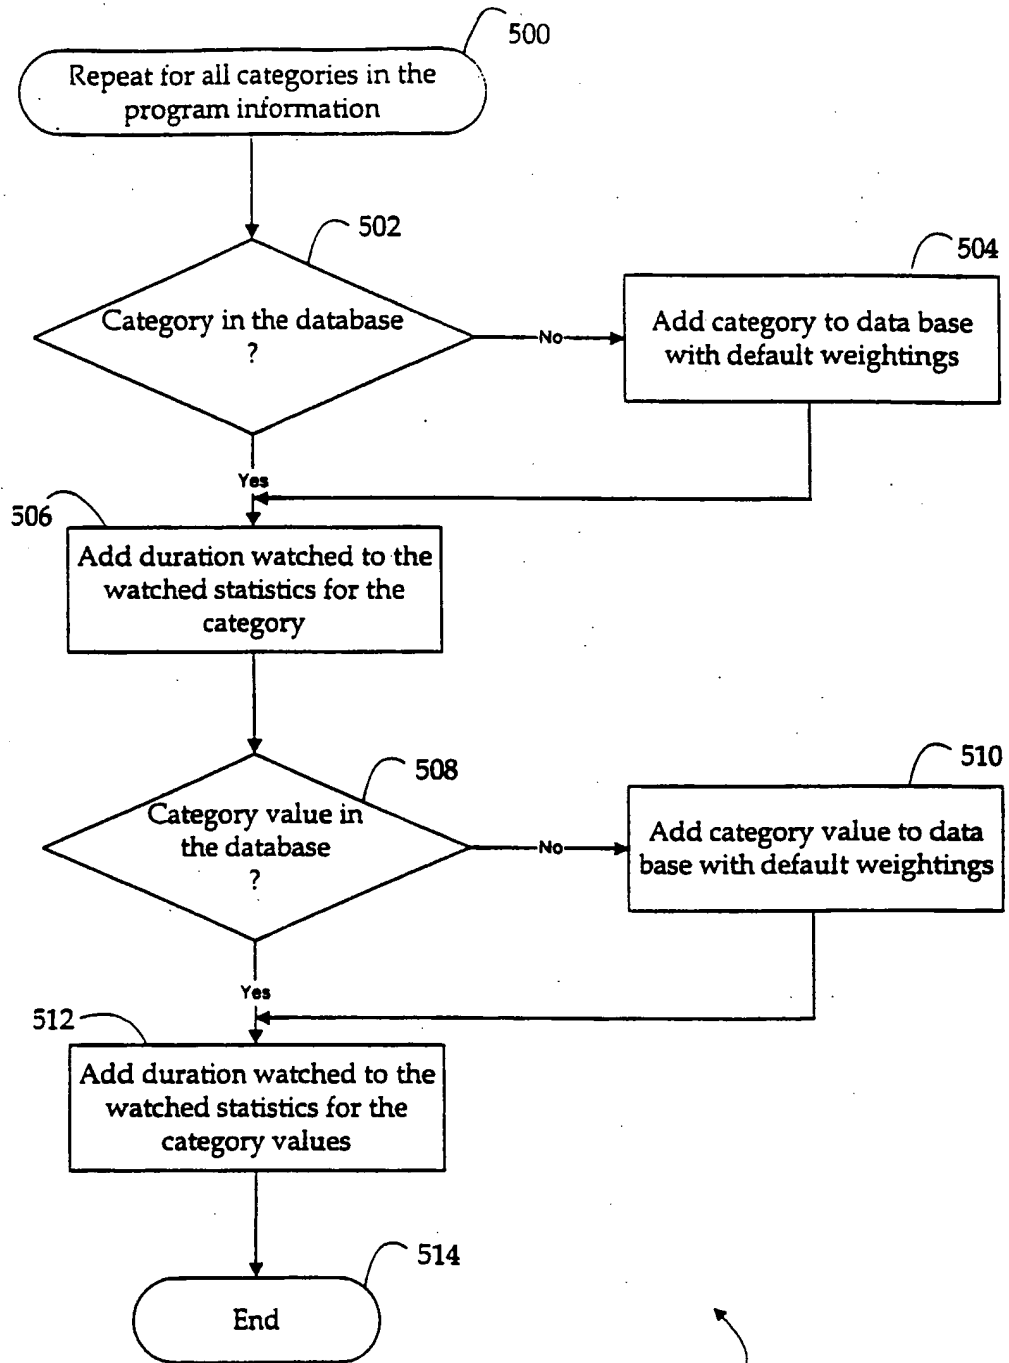 500
Repeat for all categories in the
program information
502
Category in the database
?
No
504
Add category to data base
with default weightings
Yes
506
Add duration watched to the
watched statistics for the
category
508
Category value in
the database
?
No
510
Add category value to data
base with default weightings
Yes
512
Add duration watched to the
watched statistics for the
category values
514
End